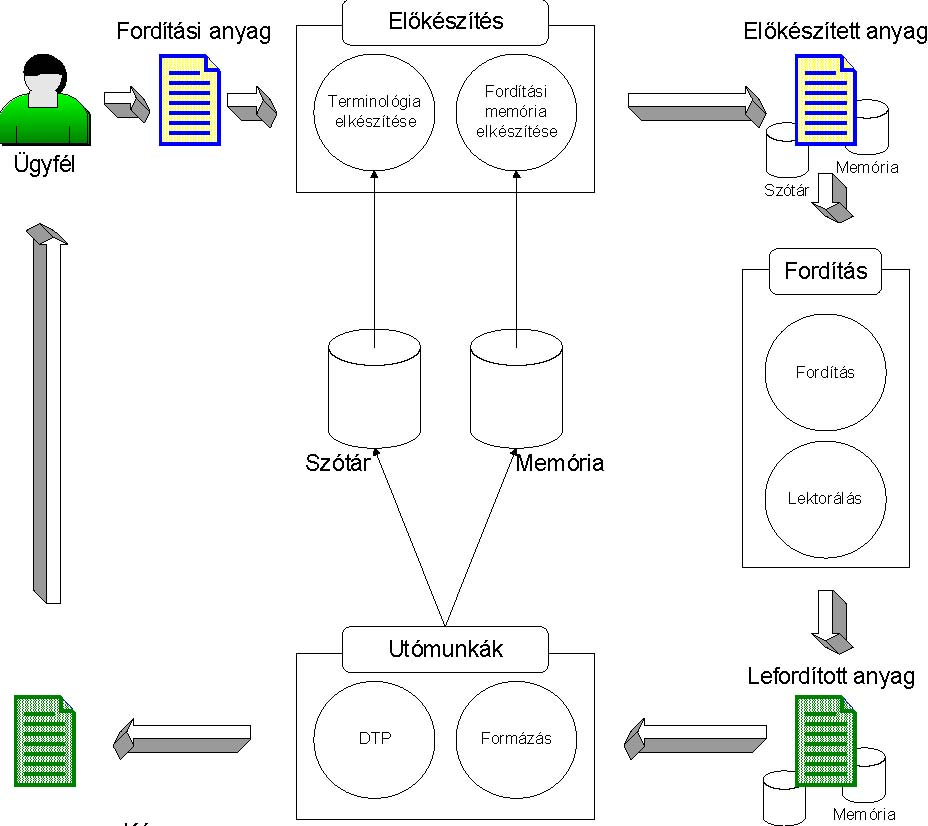 Fordítási anyag
Előkészítés
Előkészített anyag
Terminológia
elkészítése
Fordítási
memória
elkészítése
Ügyfél
Memória
Szótár
Fordítás
Fordítás
Szótár
Memória
Lektorálás
Utómunkák
Lefordított anyag
DTP
Formázás
Memória